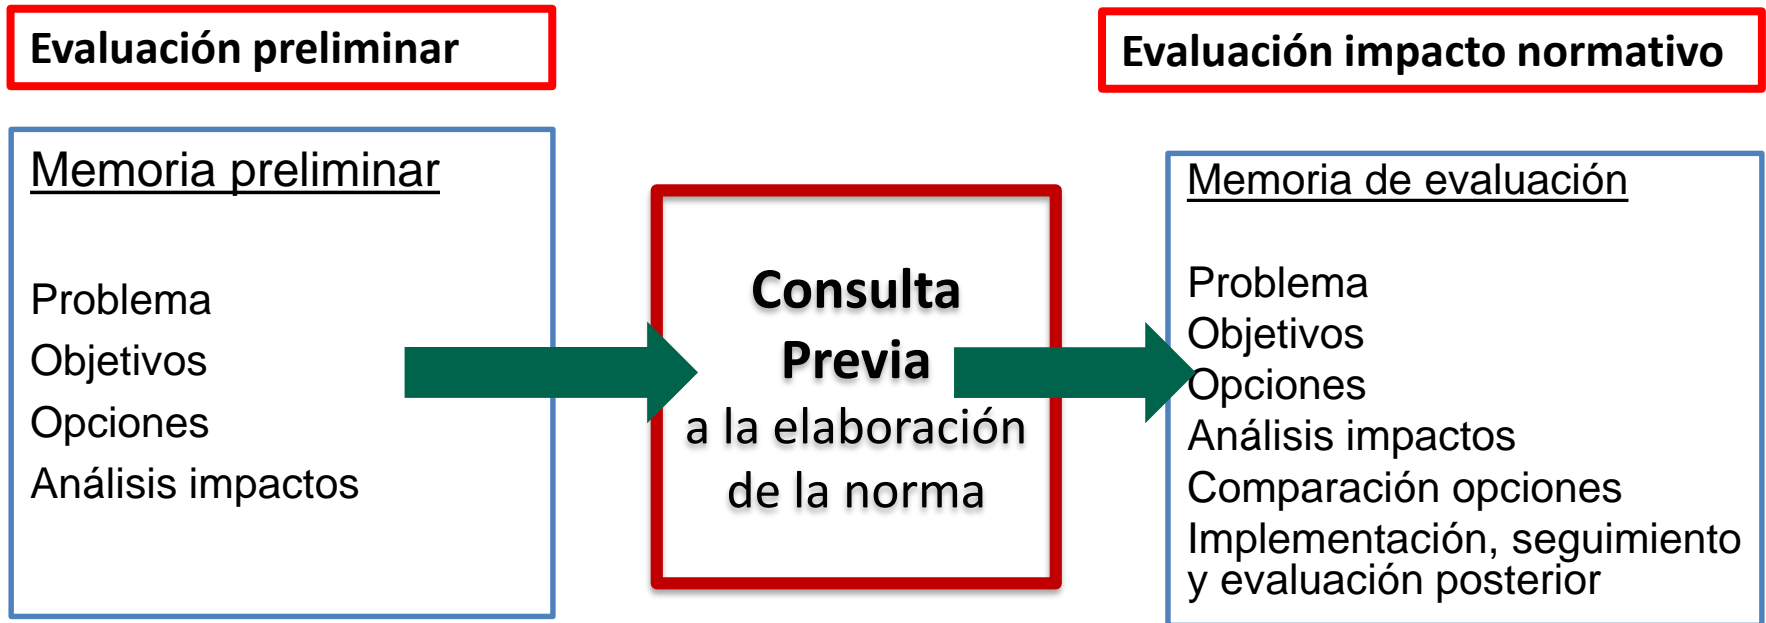 Evaluación preliminar
Memoria preliminar
Problema
Objetivos
Opciones
Análisis impactos
Consulta
Previa
a la elaboración
de la norma
Evaluación impacto normativo
Memoria de evaluación
Problema
Objetivos
Opciones
Análisis impactos
Comparación opciones
Implementación, seguimiento
y evaluación posterior